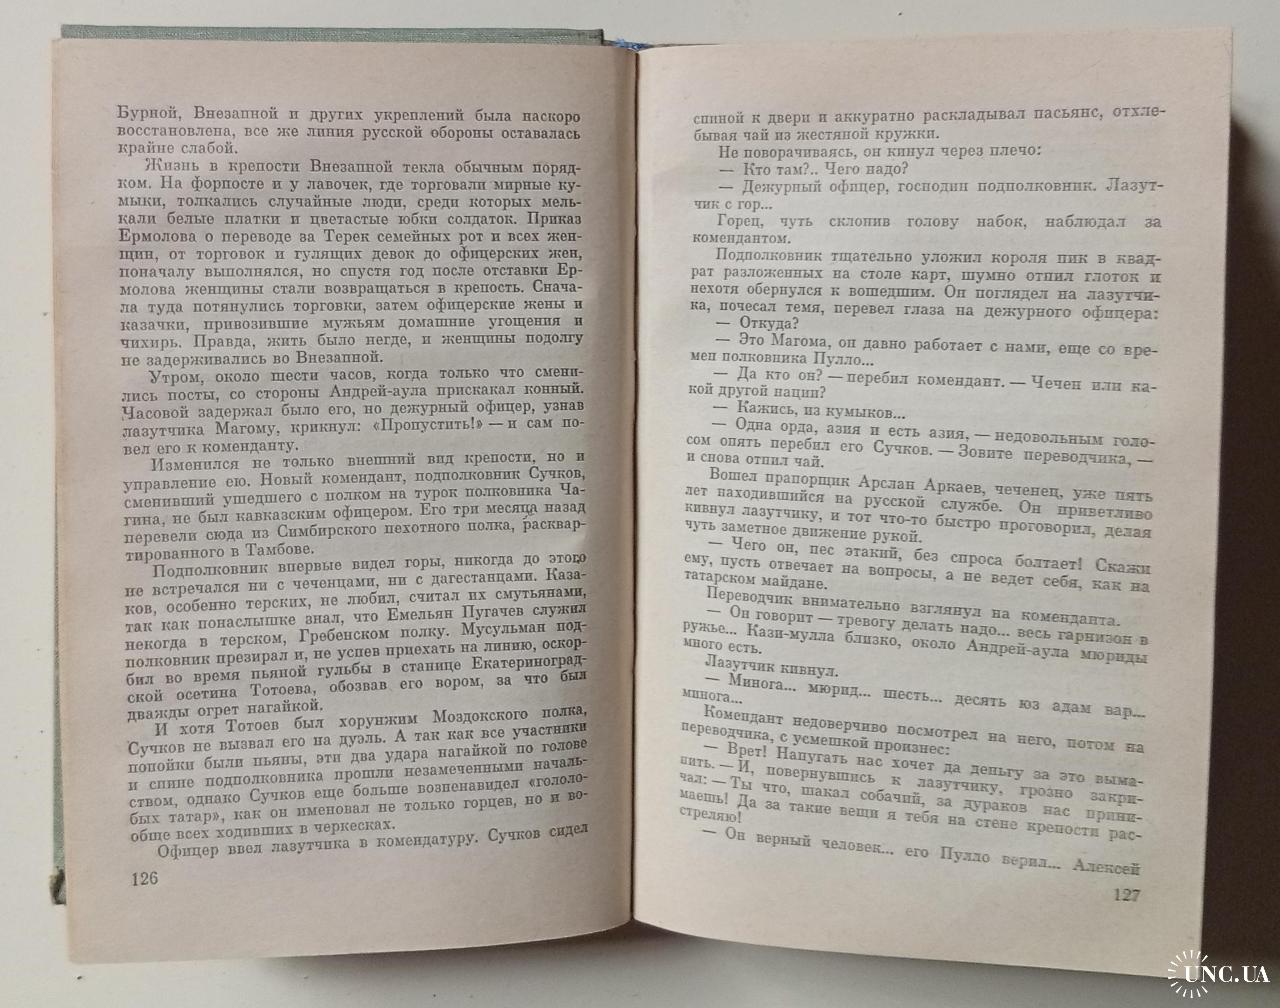 Бурной, Внезапной и других укреплений была наскоро
восстановлена, все же линия русской обороны оставалась
крайне слабой.
Жизнь в крепости Внезапной текла обычным поряд-
ком. На форпосте и у лавочек, где торговали мирные ку-
мыки, толкались случайные люди, среди которых мель-
кали белые платки и цветастые юбки солдаток. Приказ
Ермолова о переводе за Терек семейных рот и всех жен-
щин, от торговок и гулящих девок до офицерских жен,
поначалу выполнялся, но спустя год после отставки Ер-
молова женщины стали возвращаться в крепость. Снача-
ла туда потянулись торговки, затем офицерские жены и
казачки, привозившие мужьям домашние угощения и
чихирь. Правда, жить было негде, и женщины подолгу
не задерживались во Внезапной.
Утром, около шести часов, когда только что смени-
лись посты, со стороны Андрей-аула прискакал конный.
Часовой задержал было его, но дежурный офицер, узнав
лазутчика Магому, крикнул: «Пропустить!» — и сам по-
вел его к коменданту.
Изменился не только внешний вид крепости, но и
управление ею. Новый комендант, подполковник Сучков,
сменивший ушедшего с полком на турок полковника Ча-
гина, не был кавказским офицером. Его три месяца назад
перевели сюда из Симбирского пехотного полка, расквар-
тированного в Тамбове.
Подполковник впервые видел горы, никогда до этого
не встречался ни с чеченцами, ни с дагестанцами. Каза-
ков, особенно терских, не любил, считал их смутьянами,
так как понаслышке знал, что Емельян Пугачев служил
некогда в терском, Гребенском полку. Мусульман под-
полковник презирал и, не успев приехать на линию, оскор-
бил во время пьяной гульбы в станице Екатериноград-
ской осетина Тотоева, обозвав его вором, за что был
дважды огрет нагайкой.
И хотя Тотоев был хорунжим Моздокского полка,
Сучков не вызвал его на дуэль. А так как все участники
попойки были пьяны, эти два удара нагайкой по голове
и спине подполковника прошли незамеченными началь-
ством, однако Сучков еще больше возненавидел «гололо-
бых татар», как он именовал не только горцев, но и во-
обще всех ходивших в черкесках.
Офицер ввел лазутчика в комендатуру. Сучков сидел
126
спиной к двери и аккуратно раскладывал пасьянс, отхле-
бывая чай из жестяной кружки.
Не поворачиваясь, он кинул через плечо:
— Кто там?.. Чего надо?
— Дежурный офицер, господин подполковник. Лазут-
чик с гор...
Горец, чуть склонив голову набок, наблюдал за
комендантом.
Подполковник тщательно уложил короля пик в квад-
рат разложенных на столе карт, шумно отпил глоток и
нехотя обернулся к вошедшим. Он поглядел на лазутчи-
ка, почесал темя, перевел глаза на дежурного офицера:
— Откуда?
— Это Магома, он давно работает с нами, еще со вре-
мен полковника Пулло...
— Да кто он? — перебил комендант. — Чечен или ка-
кой другой нации?
— Кажись, из кумыков...
— Одна орда, азия и есть азия, — недовольным голо-
сом опять перебил его Сучков. — Зовите переводчика, —
и снова отпил чай.
Вошел прапорщик Арслан Аркаев, чеченец, уже пять
лет находившийся на русской службе. Он приветливо
кивнул лазутчику, и тот что-то быстро проговорил, делая
чуть заметное движение рукой.
— Чего он, пес этакий, без спроса болтает! Скажи
ему, пусть отвечает на вопросы, а не ведет себя, как на
татарском майдане.
Переводчик внимательно взглянул на коменданта.
— Он говорит — тревогу делать надо... весь гарнизон в
ружье... Кази-мулла близко, около Андрей-аула мюриды
много есть.
Лазутчик кивнул.
— Минога... мюрид... шесть... десять юз адам вар...
минога...
Комендант недоверчиво посмотрел на него, потом на
переводчика, с усмешкой произнес:
— Врет! Напугать нас хочет да деньгу за это выма-
нить. — И, повернувшись к лазутчику, грозно закри-
чал: — Ты что, шакал собачий, за дураков нас прини-
маешь! Да за такие вещи я тебя на стене крепости рас-
стреляю!
— Он верный человек... его Пулло верил... Алексей
127
UNC.UA